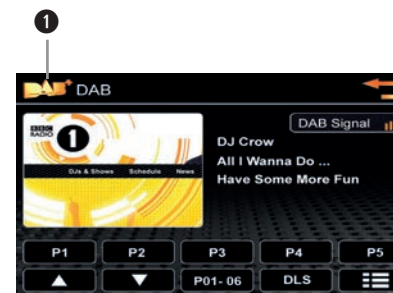 1
DAB+ DAB
DAB Signal
BBC
RADIO
1
DJs & Shows Schedule News
DJ Crow
All I Wanna Do ...
Have Some More Fun
P1 P2 P3 P4 P5
P01- 06 DLS